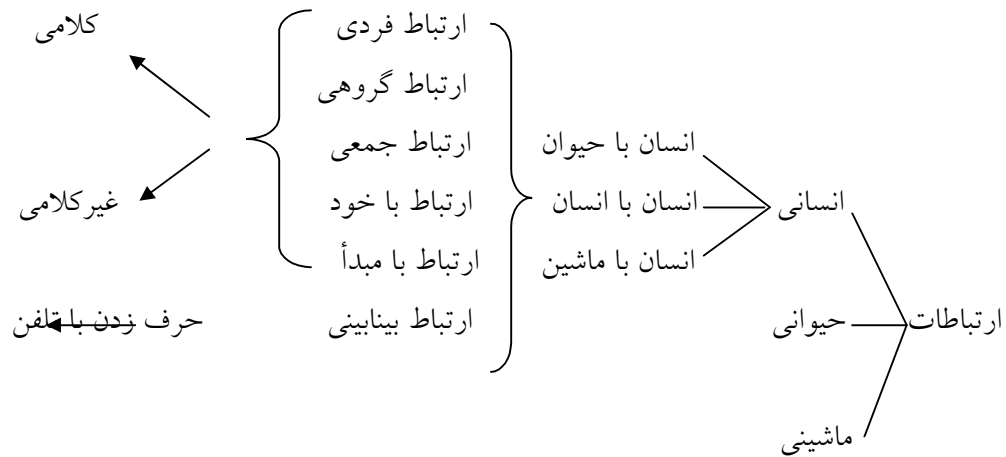 ارتباطات
انسانی
حیوانی
ماشینی
انسان با حیوان
انسان با انسان
انسان با ماشین
ارتباط فردی
ارتباط گروهی
ارتباط جمعی
ارتباط با خود
ارتباط با مبدأ
ارتباط بینابینی
کلامی
غیرکلامی
حرف زدن با تلفن